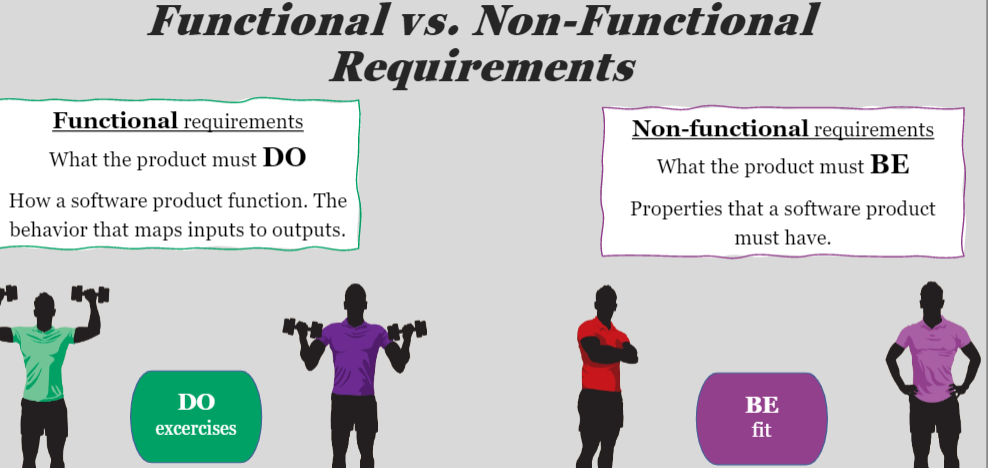 Functional vs. Non-Functional
Requirements
Functional requirements
What the product must DO
How a software product function. The
behavior that maps inputs to outputs.
Non-functional requirements
What the product must BE
Properties that a software product
must have.
DO
excercises
BE
fit